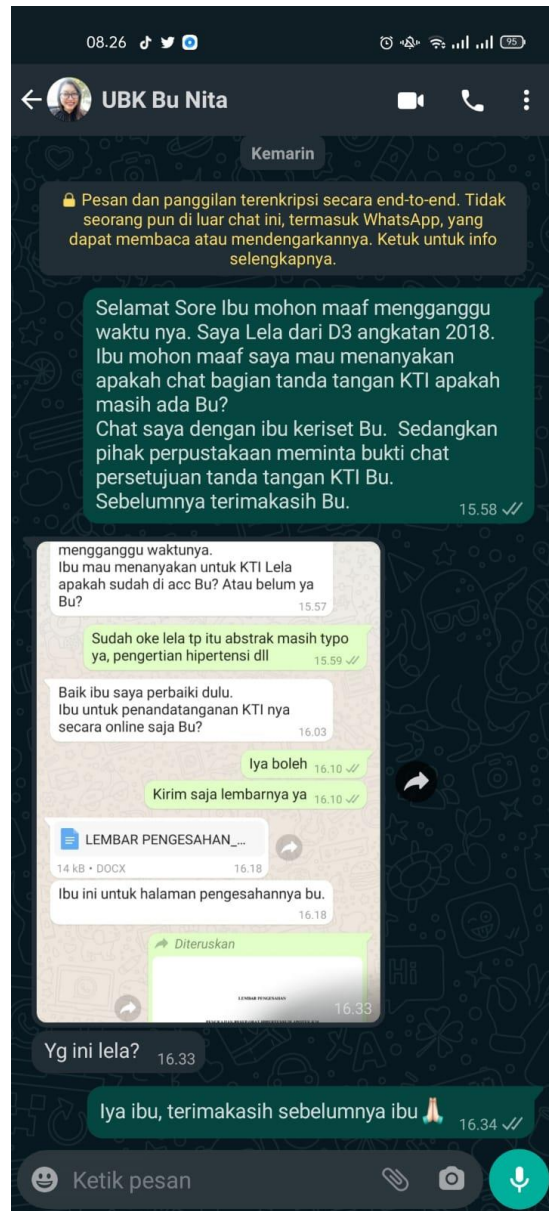 08.26
95
UBK Bu Nita
Kemarin
Pesan dan panggilan terenkripsi secara end-to-end. Tidak
seorang pun di luar chat ini, termasuk WhatsApp, yang
dapat membaca atau mendengarkannya. Ketuk untuk info
selengkapnya.
Selamat Sore Ibu mohon maaf mengganggu
waktu nya. Saya Lela dari D3 angkatan 2018.
Ibu mohon maaf saya mau menanyakan
apakah chat bagian tanda tangan KTI apakah
masih ada Bu?
Chat saya dengan ibu keriset Bu. Sedangkan
pihak perpustakaan meminta bukti chat
persetujuan tanda tangan KTI Bu.
Sebelumnya terimakasih Bu.
15.58
mengganggu waktunya.
Ibu mau menanyakan untuk KTI Lela
apakah sudah di acc Bu? Atau belum ya
Bu?
15.57
Sudah oke lela tp itu abstrak masih typo
ya, pengertian hipertensi dll
15.59
Baik ibu saya perbaiki dulu.
Ibu untuk penandatanganan KTI nya
secara online saja Bu?
16.03
Iya boleh 16.10
Kirim saja lembarnya ya 16.10
LEMBAR PENGESAHAN_...
14 kB • DOCX 16.18
Ibu ini untuk halaman pengesahannya bu.
16.18
Diteruskan
LEMBAR PENGESAHAN
16.33
Yg ini lela? 16.33
Iya ibu, terimakasih sebelumnya ibu 🙏🏻 16.34
Ketik pesan